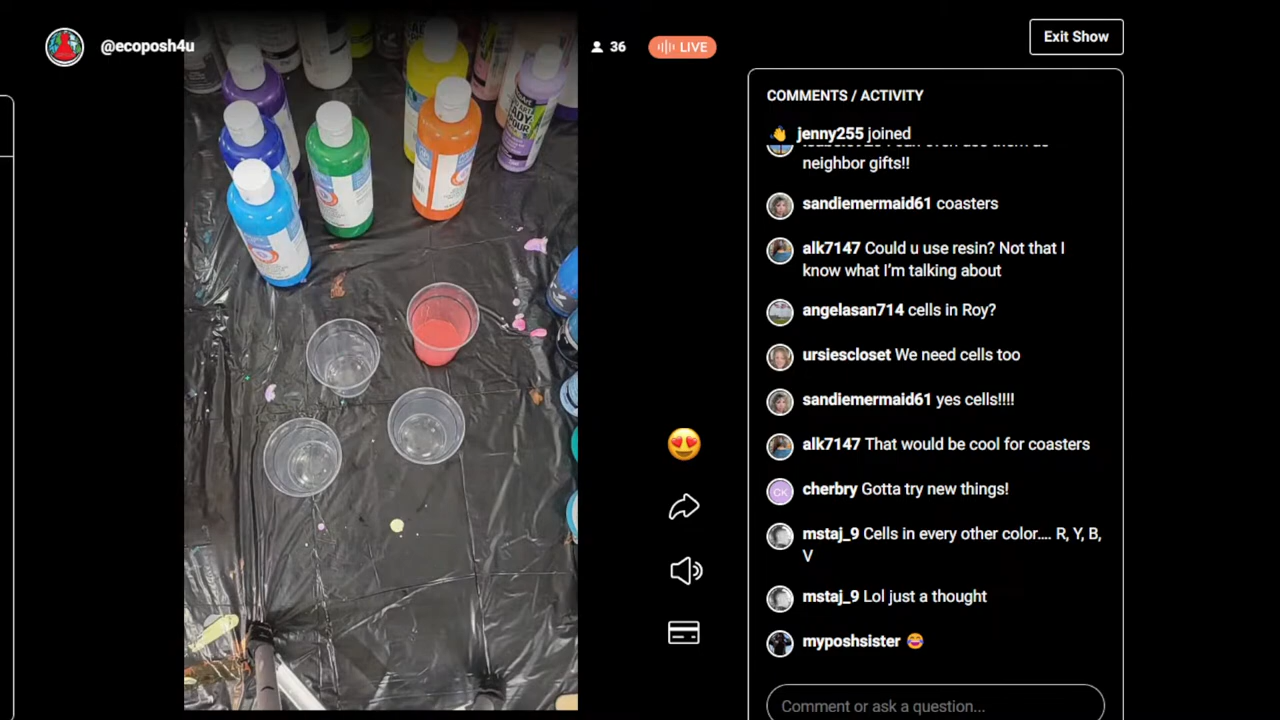 @ecoposh4u
36
LIVE
Exit Show
COMMENTS / ACTIVITY
jenny255 joined
neighbor gifts!!
sandiemermaid61 coasters
alk7147 Could u use resin? Not that I
know what I'm talking about
angelasan714 cells in Roy?
ursiescloset We need cells too
sandiemermaid61 yes cells!!!!
alk7147 That would be cool for coasters
CK
cherbry Gotta try new things!
mstaj_9 Cells in every other color.... R, Y, B,
V
mstaj_9 Lol just a thought
myposhsister 😂
Comment or ask a question...